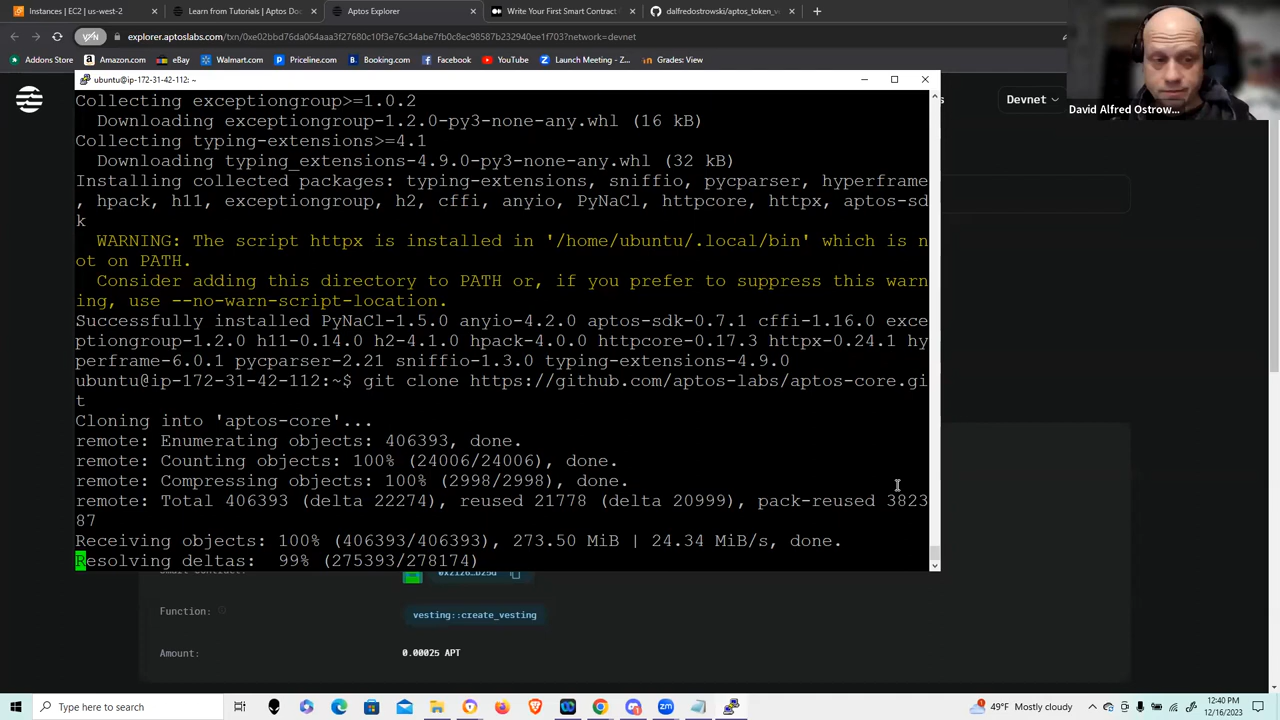 Instances | EC2 | us-west-2
Learn from Tutorials | Aptos Doc
Aptos Explorer
Write Your First Smart Contract
dalfredostrowski/aptos_token_v
VPN
explorer.aptoslabs.com/txn/0xe02bbd76da064aaa3f27680c10f3e76c34abe7fb0c8ec98587b232940ee1f703?network=devnet
Addons Store
Amazon.com
eBay
Walmart.com
Priceline.com
Booking.com
Facebook
YouTube
Online Meeting | Zo...
Grades: View
ubuntu@ip-172-31-42-112: ~
Devnet
David Alfred Ostrow...
Collecting exceptiongroup>=1.0.2
Downloading exceptiongroup-1.2.0-py3-none-any.whl (16 kB)
Collecting typing-extensions>=4.1
Downloading typing_extensions-4.9.0-py3-none-any.whl (32 kB)
Installing collected packages: typing-extensions, sniffio, pycparser, hyperframe
, hpack, h11, exceptiongroup, h2, cffi, anyio, PyNaCl, httpcore, httpx, aptos-sd
k
WARNING: The script httpx is installed in '/home/ubuntu/.local/bin' which is n
ot on PATH.
Consider adding this directory to PATH or, if you prefer to suppress this warn
ing, use --no-warn-script-location.
Successfully installed PyNaCl-1.5.0 anyio-4.2.0 aptos-sdk-0.7.1 cffi-1.16.0 exce
ptiongroup-1.2.0 h11-0.14.0 h2-4.1.0 hpack-4.0.0 httpcore-0.17.3 httpx-0.24.1 hy
perframe-6.0.1 pycparser-2.21 sniffio-1.3.0 typing-extensions-4.9.0
ubuntu@ip-172-31-42-112:~$ git clone https://github.com/aptos-labs/aptos-core.gi
t
Cloning into 'aptos-core'...
remote: Enumerating objects: 406393, done.
remote: Counting objects: 100% (24006/24006), done.
remote: Compressing objects: 100% (2998/2998), done.
remote: Total 406393 (delta 22274), reused 21778 (delta 20999), pack-reused 3823
87
Receiving objects: 100% (406393/406393), 273.50 MiB | 24.34 MiB/s, done.
Resolving deltas:  99% (275393/278174)
Function:
vesting::create_vesting
Amount:
0.00025 APT
Type here to search
49°F Mostly cloudy
12:40 PM
12/16/2023